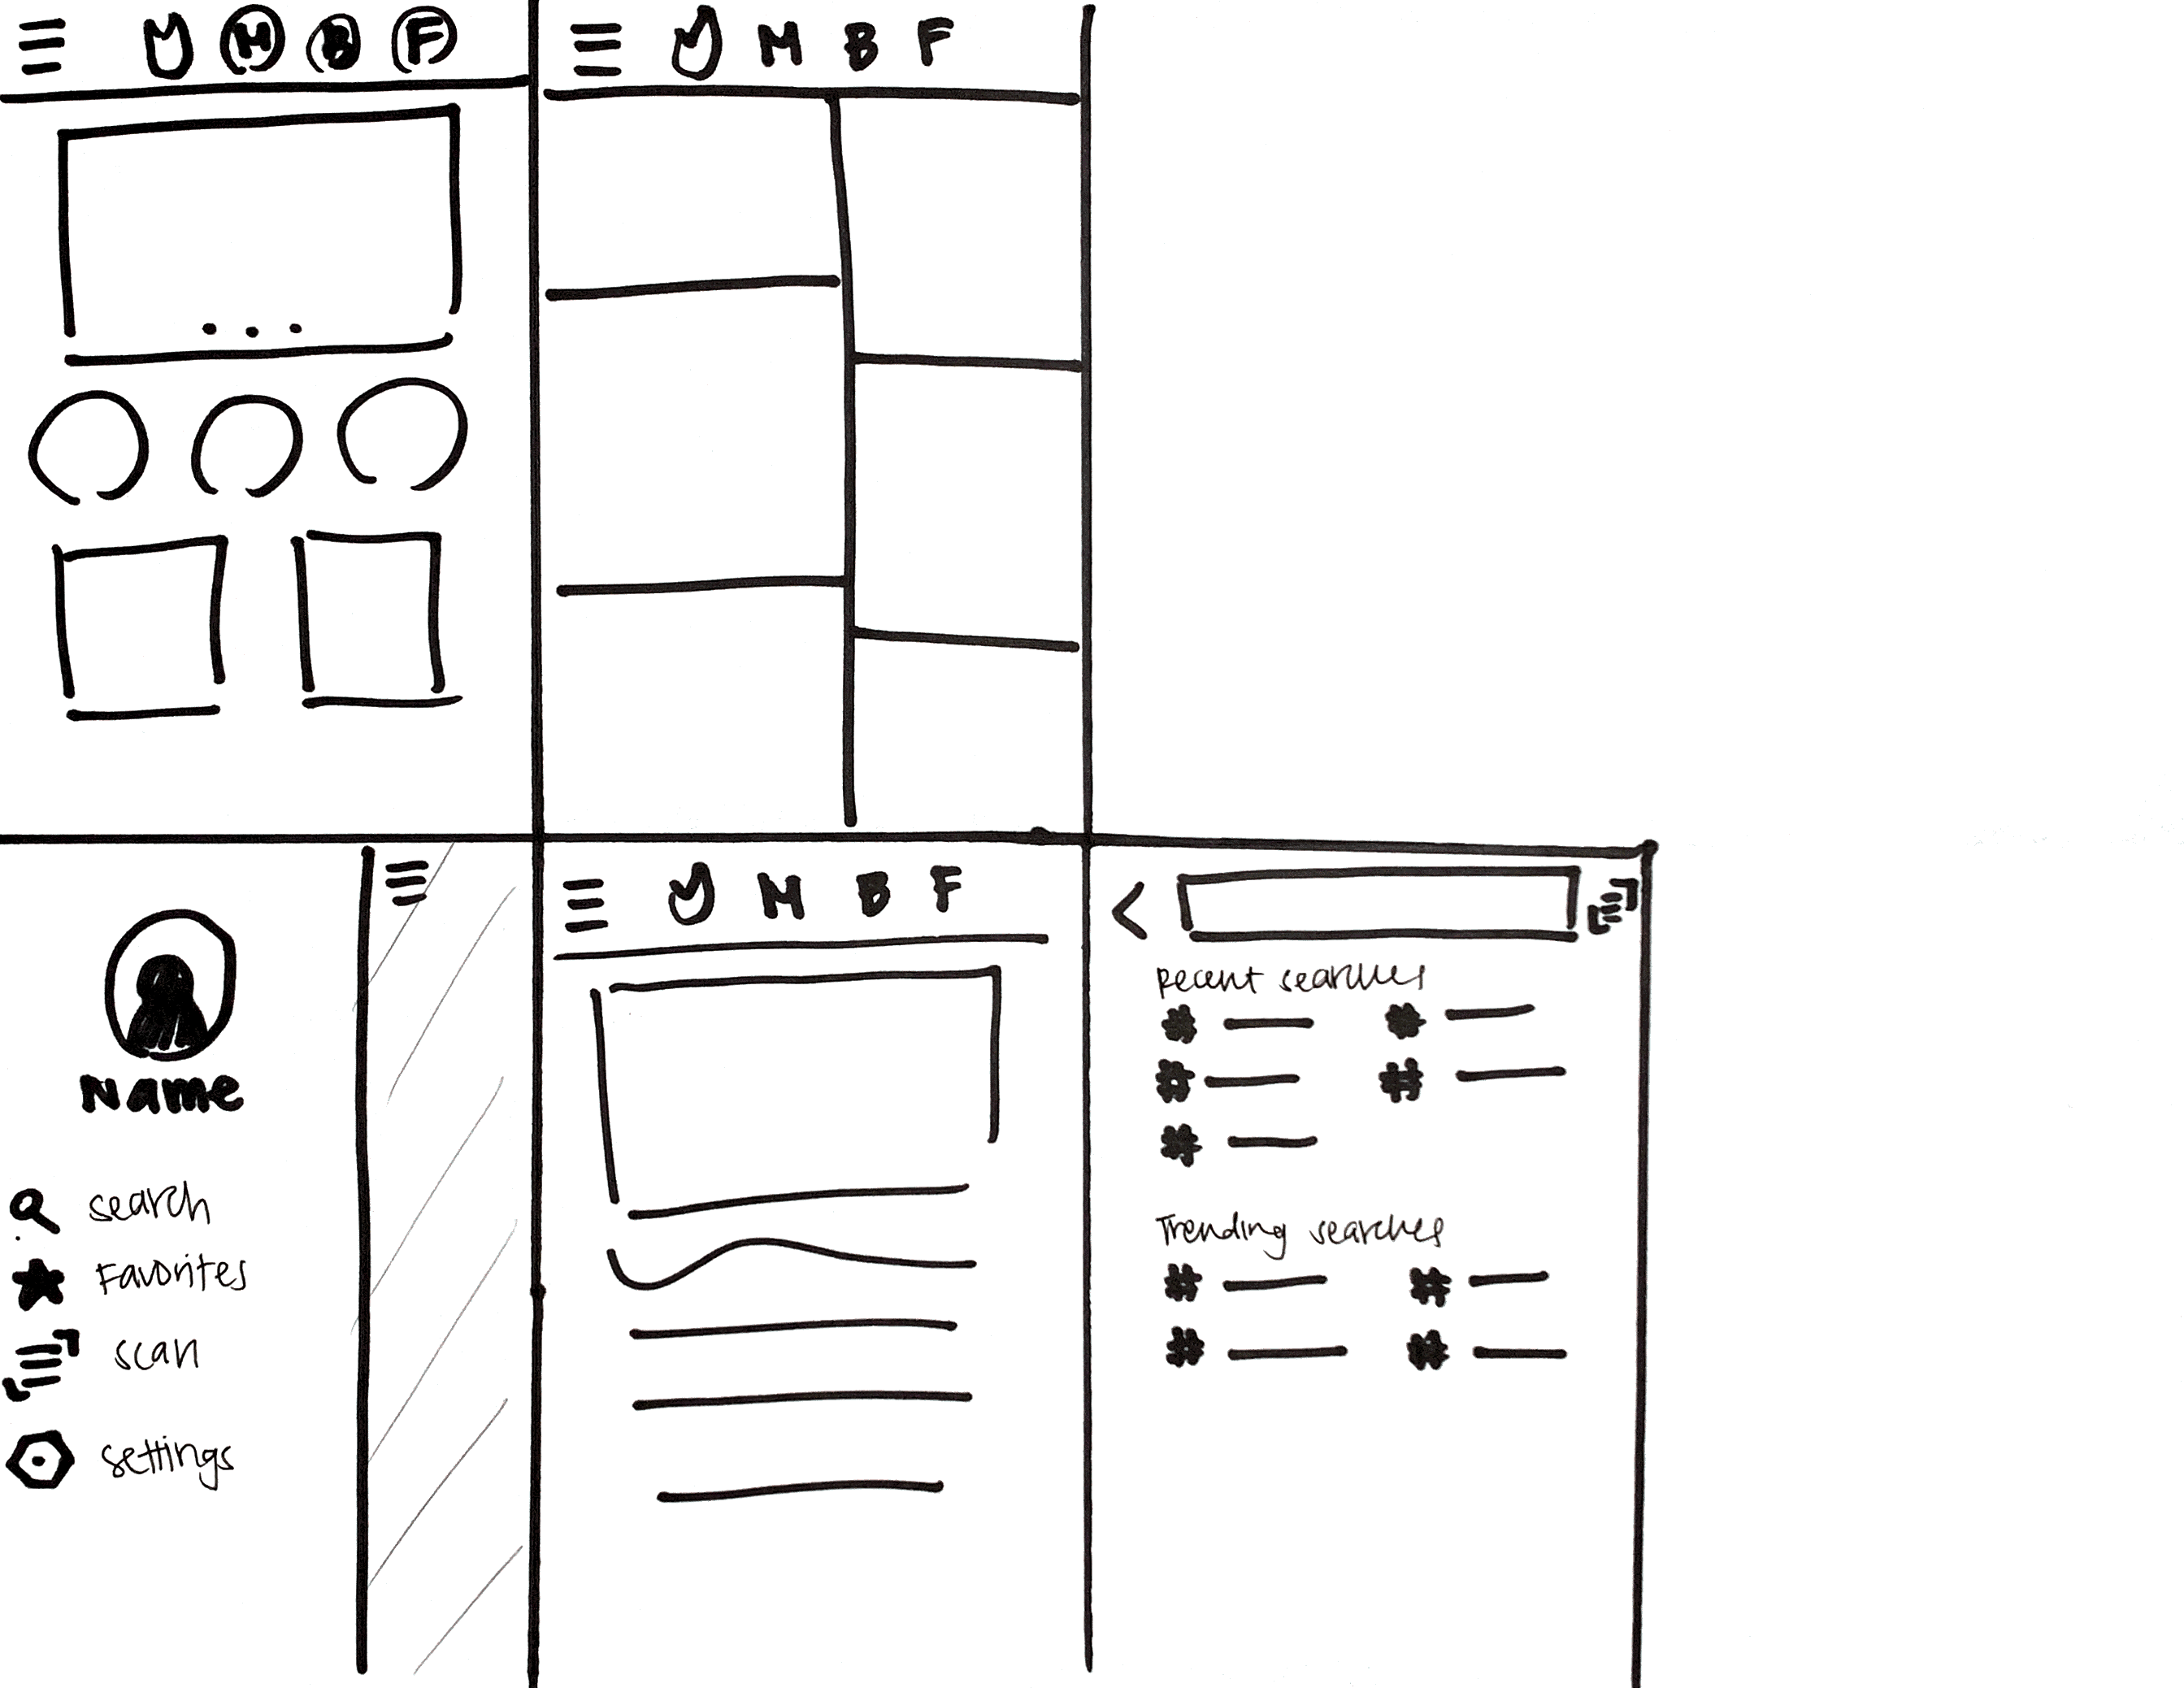 M B F
M B F
Name
search
Favorites
scan
settings
M B F
Recent searches
# #
# #
#
Trending searches
# #
# #